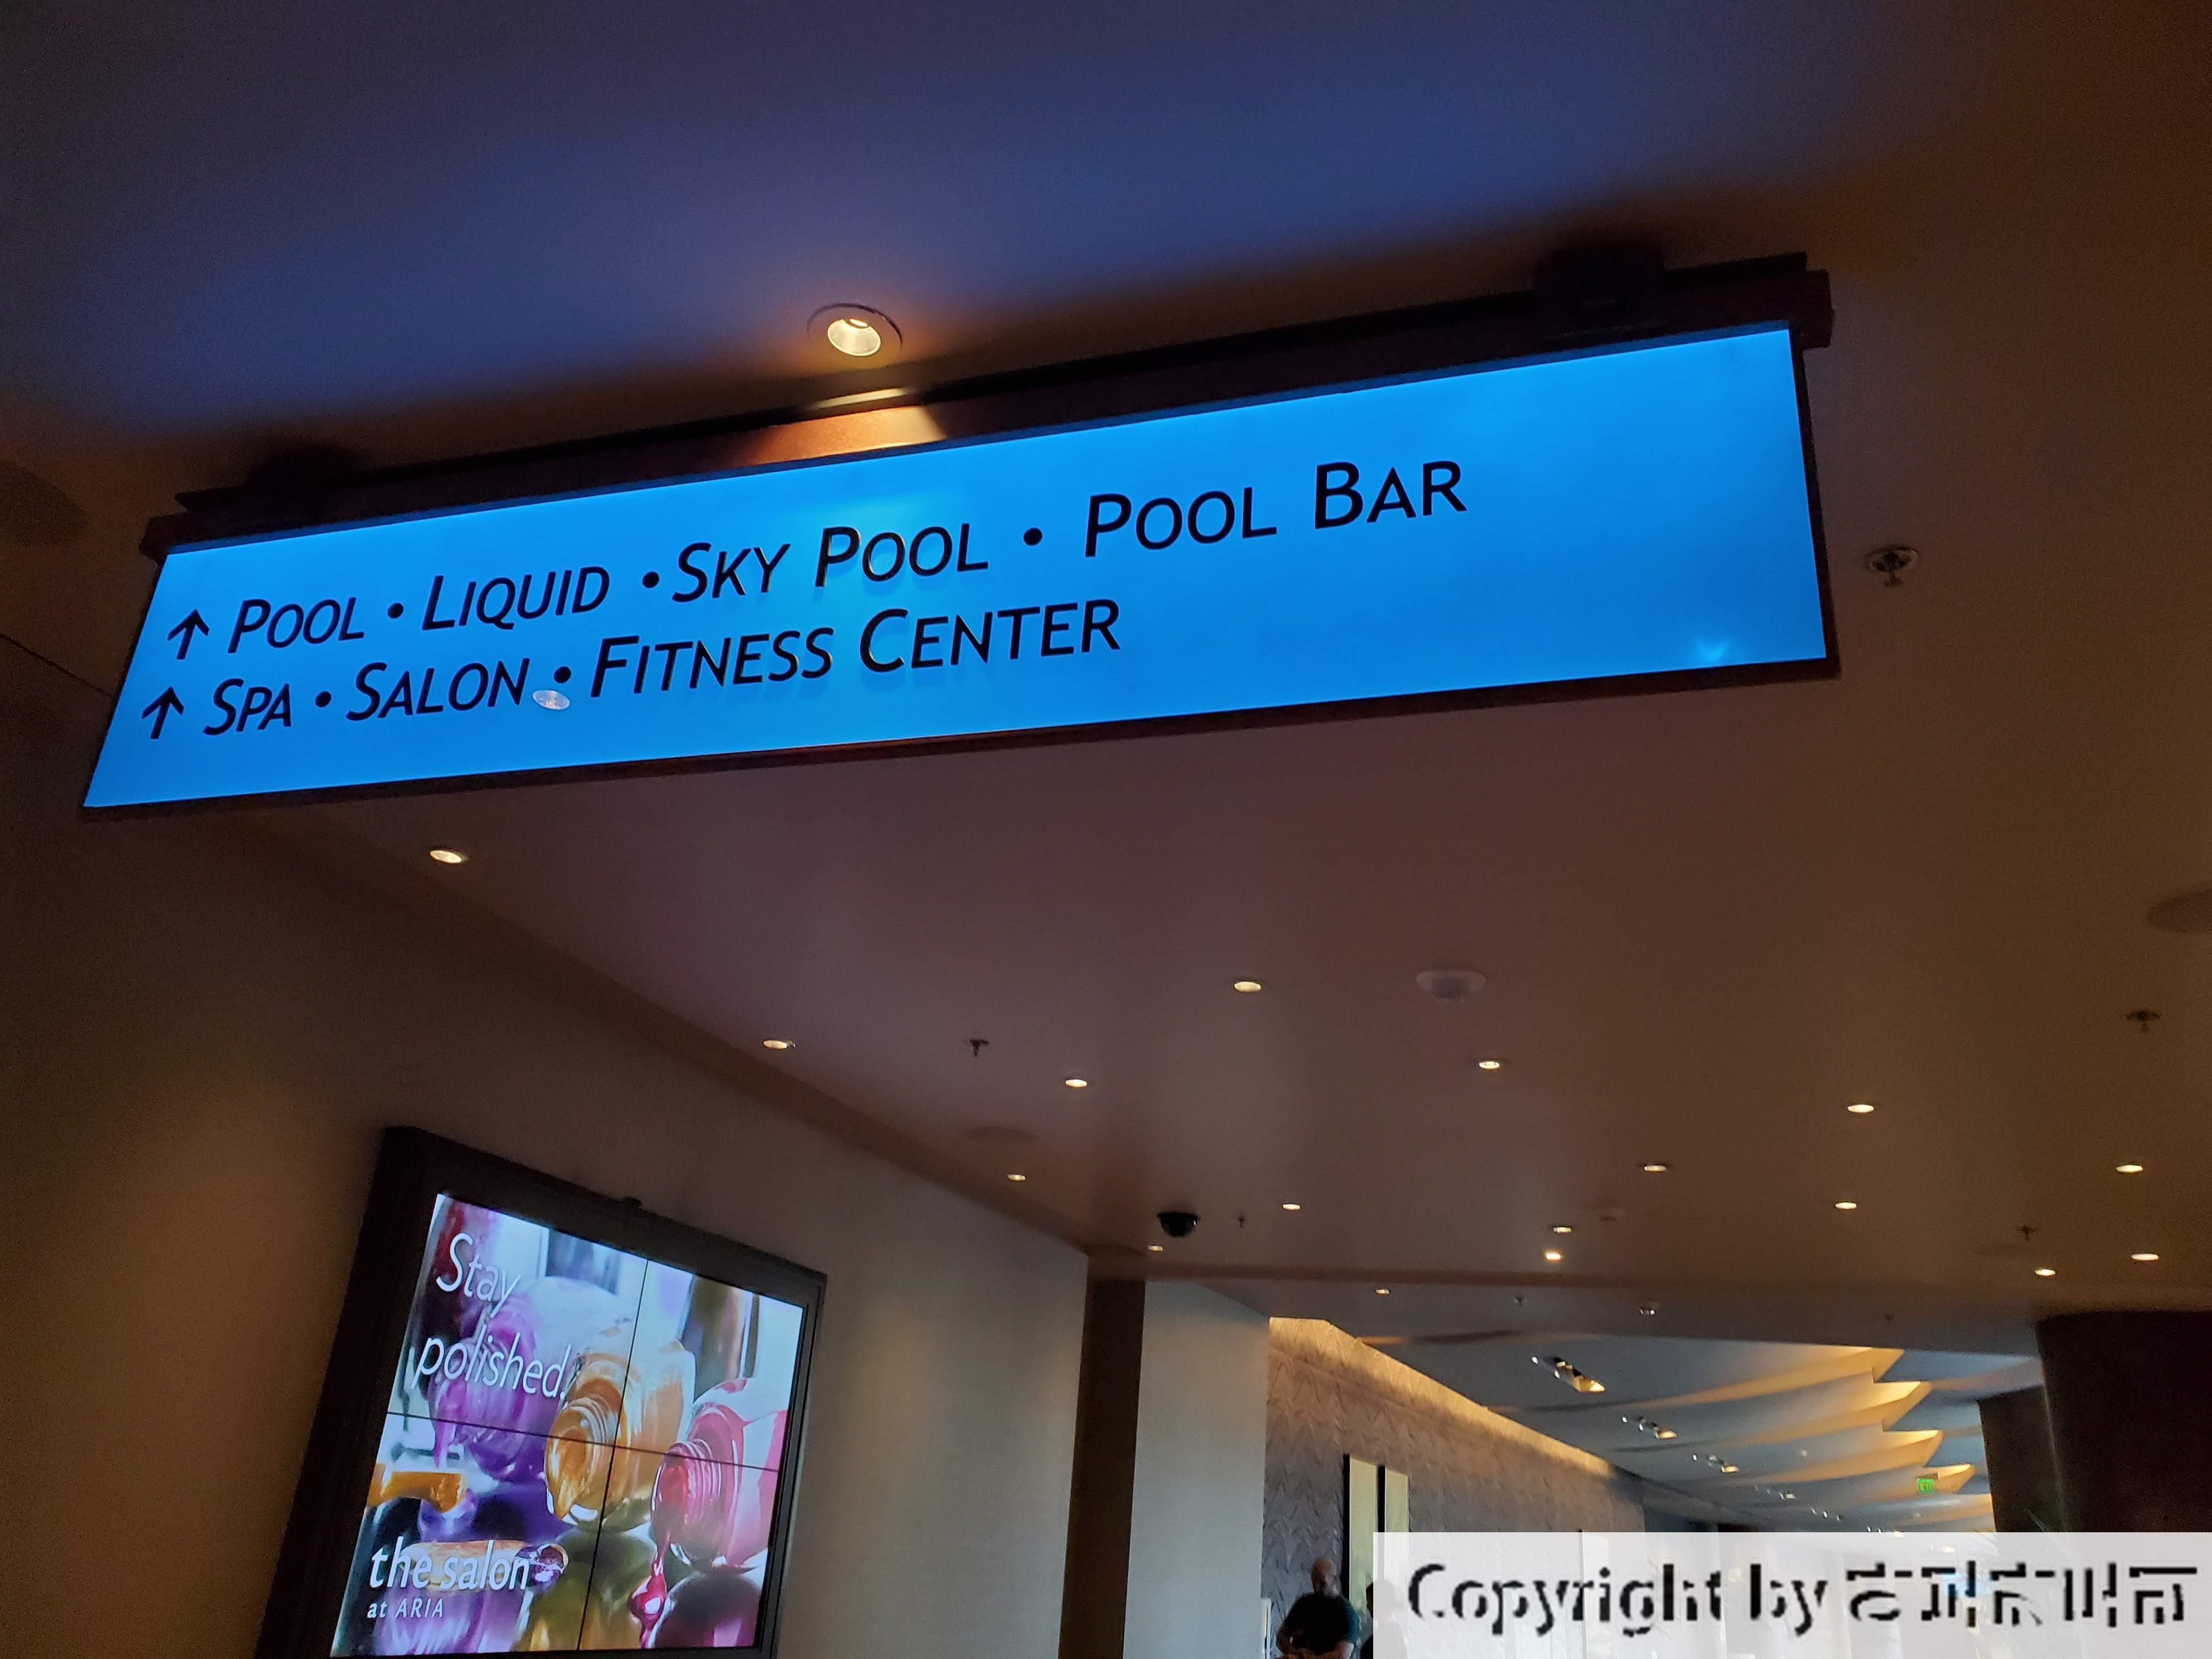 ↑ POOL • LIQUID • SKY POOL • POOL BAR
↑ SPA • SALON • FITNESS CENTER
Stay
polished!
the salon
at ARIA
Copyright by